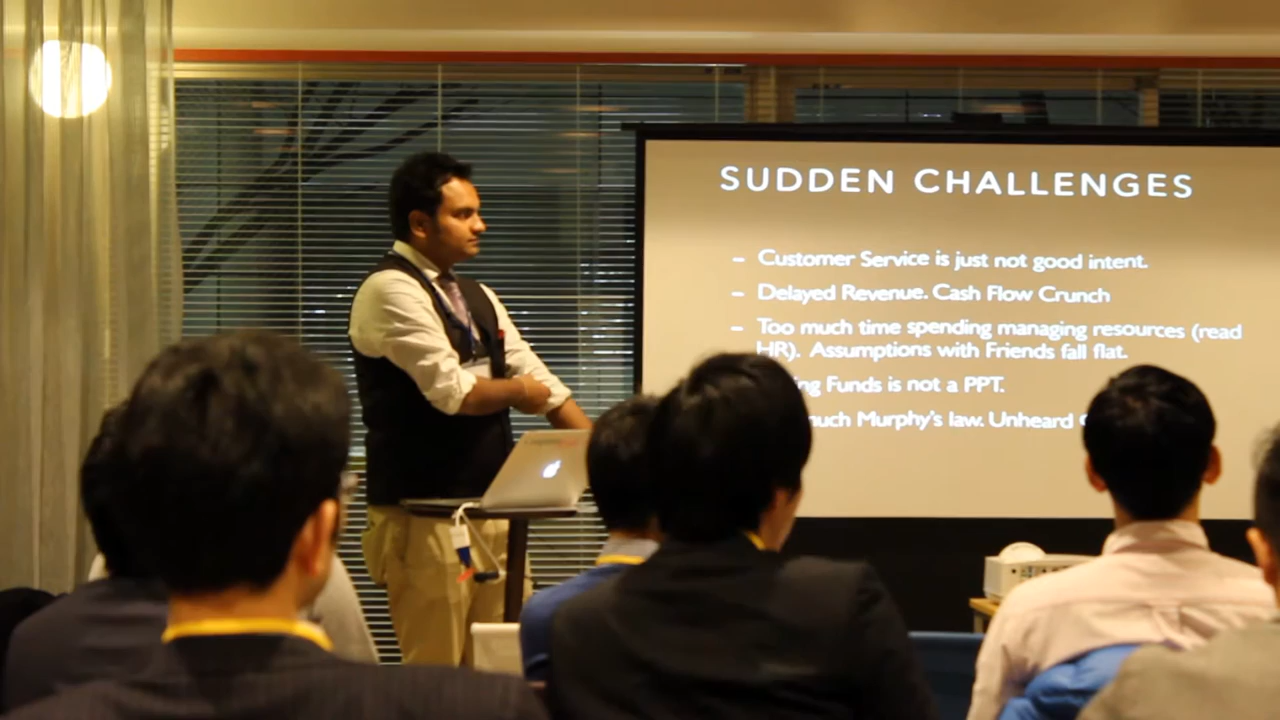 SUDDEN CHALLENGES
– Customer Service is just not good intent.
– Delayed Revenue. Cash Flow Crunch
– Too much time spending managing resources (read
HR). Assumptions with Friends fall flat.
Funds is not a PPT.
Murphy's law. Unheard